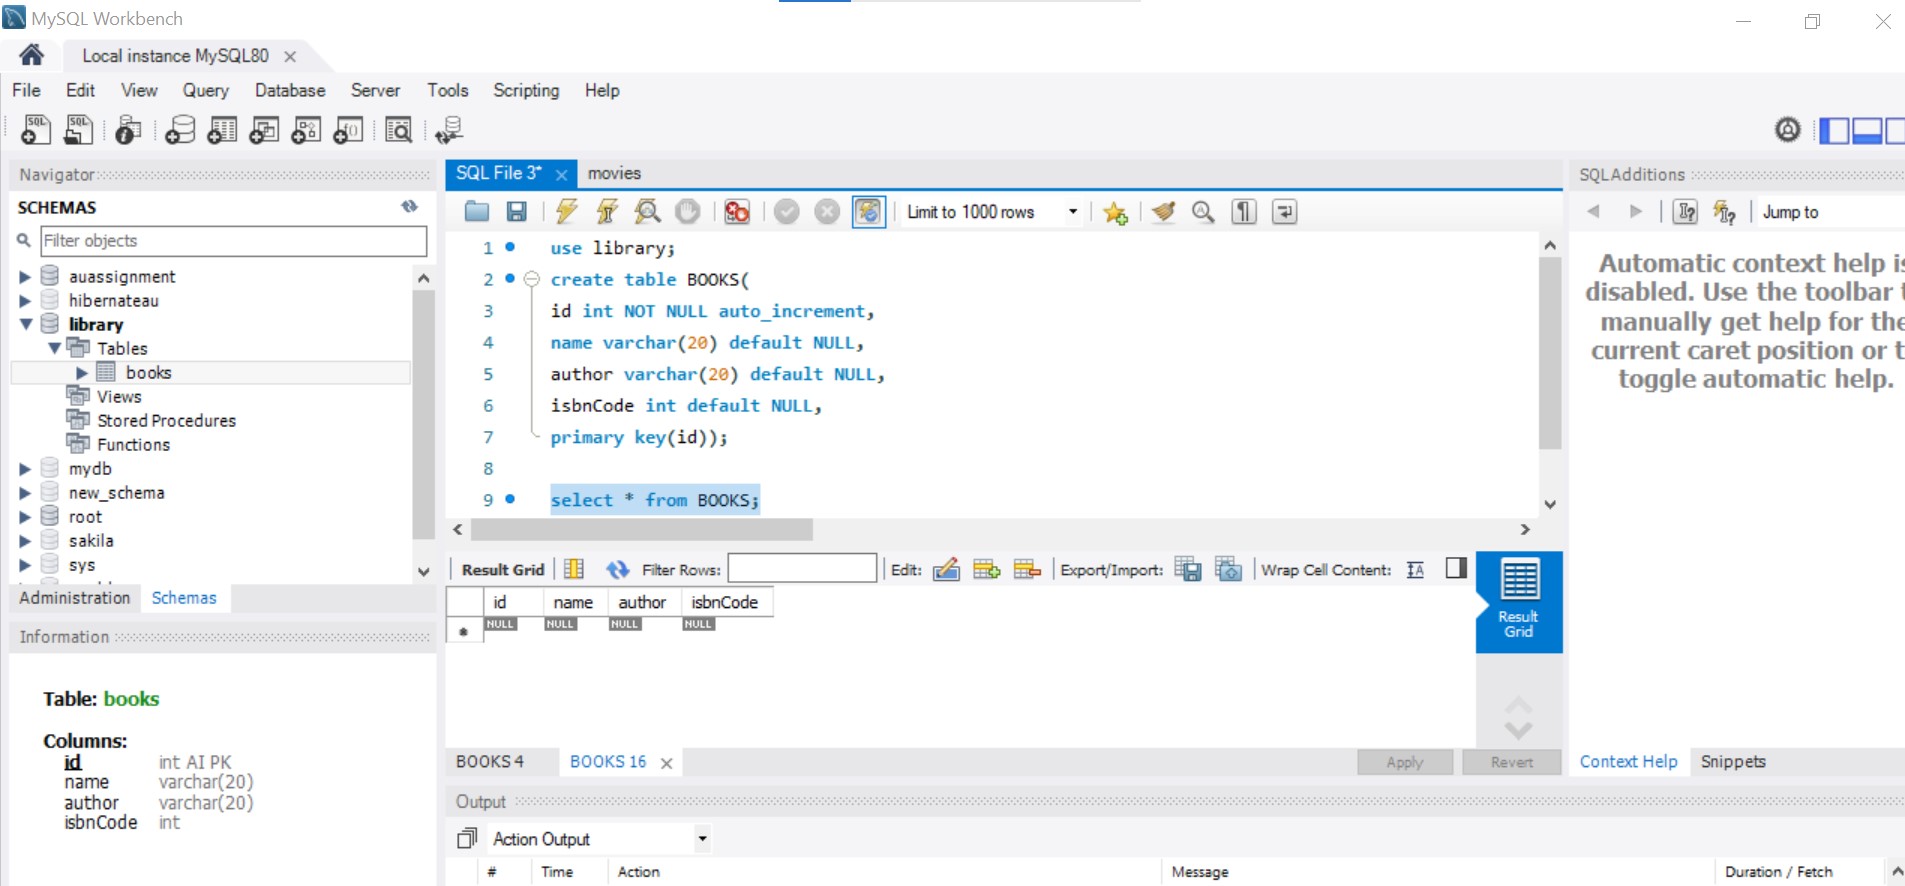 MySQL Workbench
Local instance MySQL80
File Edit View Query Database Server Tools Scripting Help
Navigator
SCHEMAS
Filter objects
auassignment
hibernateau
library
Tables
books
Views
Stored Procedures
Functions
mydb
new_schema
root
sakila
sys
Administration Schemas
Information
Table: books
Columns:
id int AI PK
name varchar(20)
author varchar(20)
isbnCode int
SQL File 3* movies
Limit to 1000 rows
1 use library;
2 create table BOOKS(
3 id int NOT NULL auto_increment,
4 name varchar(20) default NULL,
5 author varchar(20) default NULL,
6 isbnCode int default NULL,
7 primary key(id));
8
9 select * from BOOKS;
Result Grid Filter Rows: Edit: Export/Import: Wrap Cell Content:
id name author isbnCode
NULL NULL NULL NULL
Result
Grid
BOOKS 4 BOOKS 16 Apply Revert
Output
Action Output
# Time Action Message Duration / Fetch
SQLAdditions
Jump to
Automatic context help is
disabled. Use the toolbar t
manually get help for the
current caret position or t
toggle automatic help.
Context Help Snippets